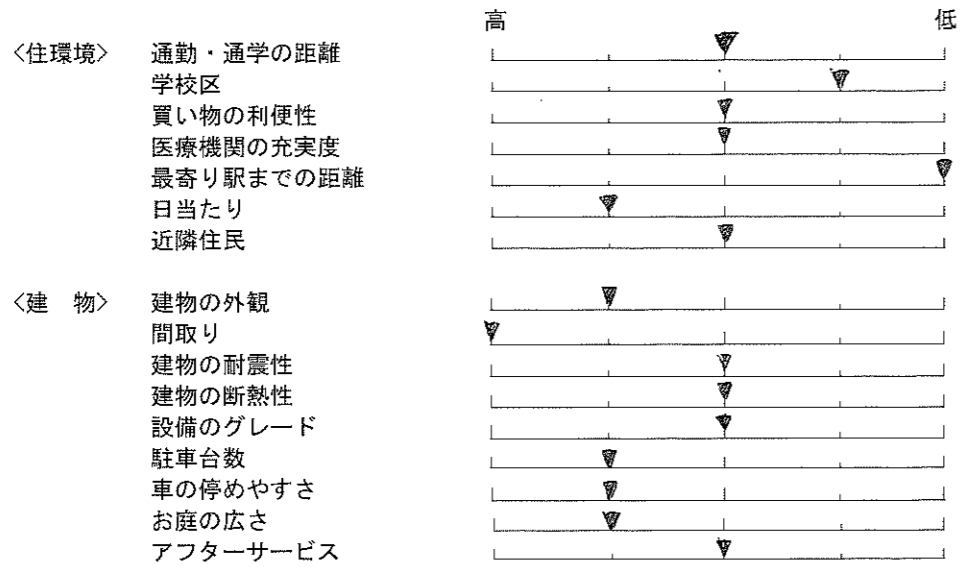 高 低
〈住環境〉 通勤・通学の距離
学校区
買い物の利便性
医療機関の充実度
最寄り駅までの距離
日当たり
近隣住民
〈建　物〉 建物の外観
間取り
建物の耐震性
建物の断熱性
設備のグレード
駐車台数
車の停めやすさ
お庭の広さ
アフターサービス